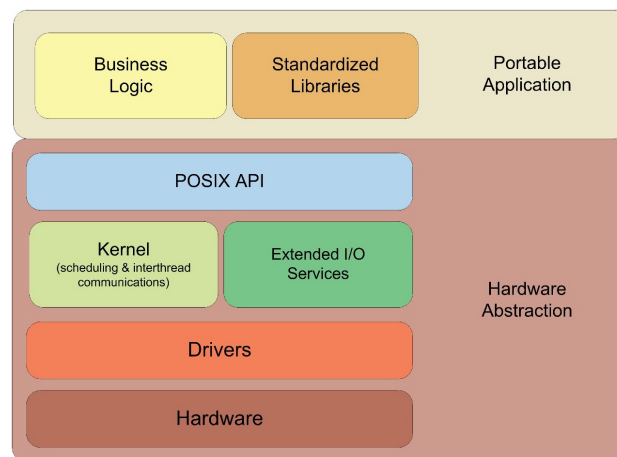 Business
Logic
Standardized
Libraries
Portable
Application
POSIX API
Kernel
(scheduling & interthread
communications)
Extended I/O
Services
Hardware
Abstraction
Drivers
Hardware